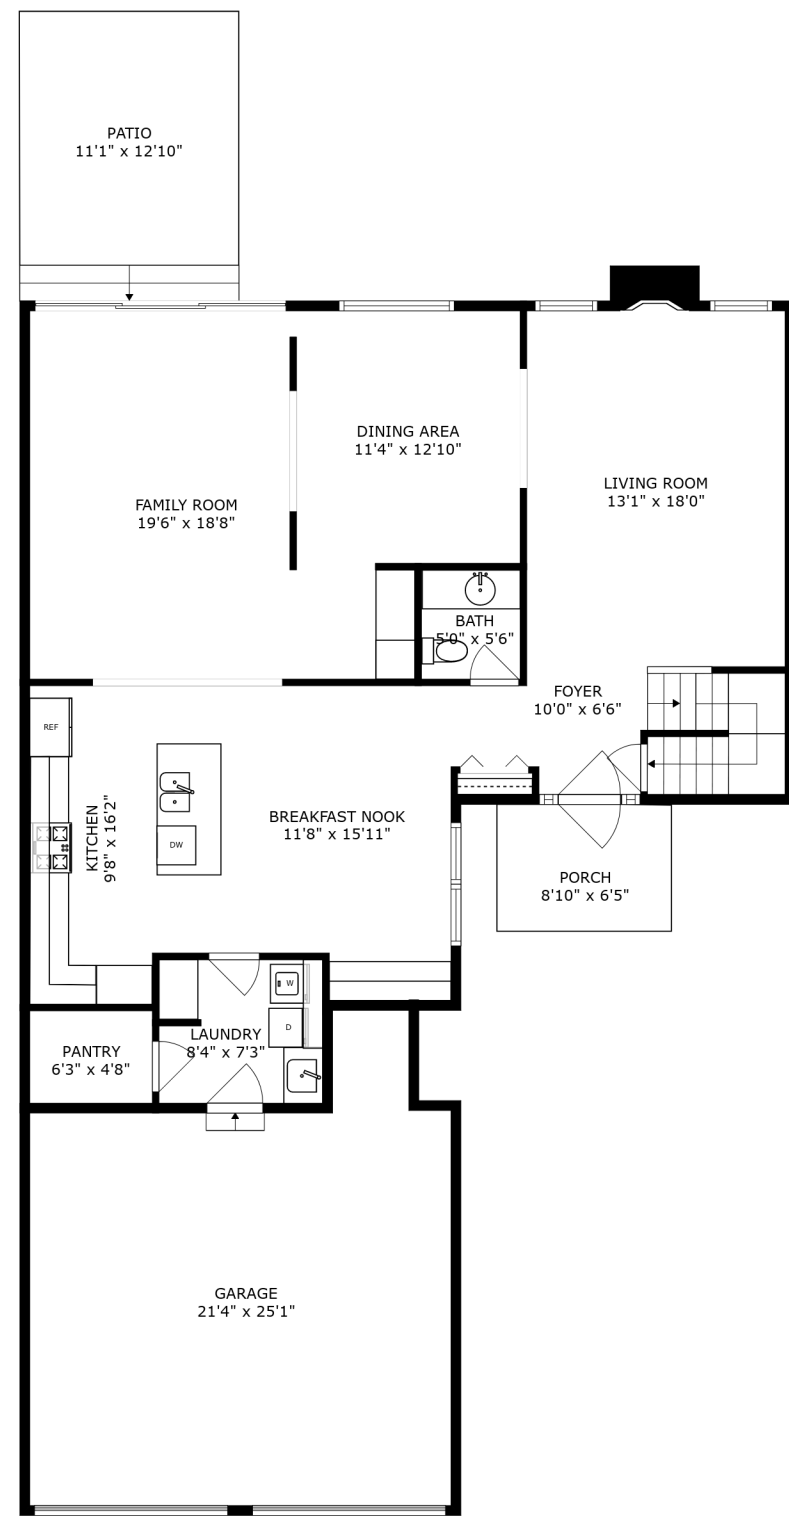 PATIO
11'1" x 12'10"
DINING AREA
11'4" x 12'10"
LIVING ROOM
13'1" x 18'0"
FAMILY ROOM
19'6" x 18'8"
BATH
5'0" x 5'6"
FOYER
10'0" x 6'6"
REF
KITCHEN
9'8" x 16'2"
DW
BREAKFAST NOOK
11'8" x 15'11"
PORCH
8'10" x 6'5"
W
D
LAUNDRY
8'4" x 7'3"
PANTRY
6'3" x 4'8"
GARAGE
21'4" x 25'1"